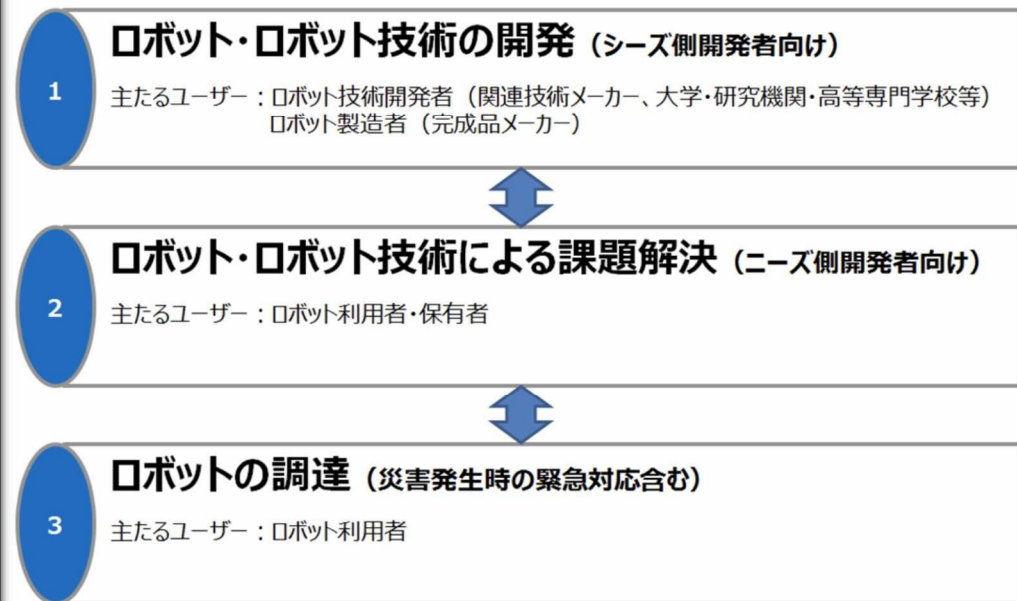 1
ロボット・ロボット技術の開発（シーズ側開発者向け）
主たるユーザー：ロボット技術開発者（関連技術メーカー、大学・研究機関・高等専門学校等）
ロボット製造者（完成品メーカー）
2
ロボット・ロボット技術による課題解決（ニーズ側開発者向け）
主たるユーザー：ロボット利用者・保有者
3
ロボットの調達（災害発生時の緊急対応含む）
主たるユーザー：ロボット利用者